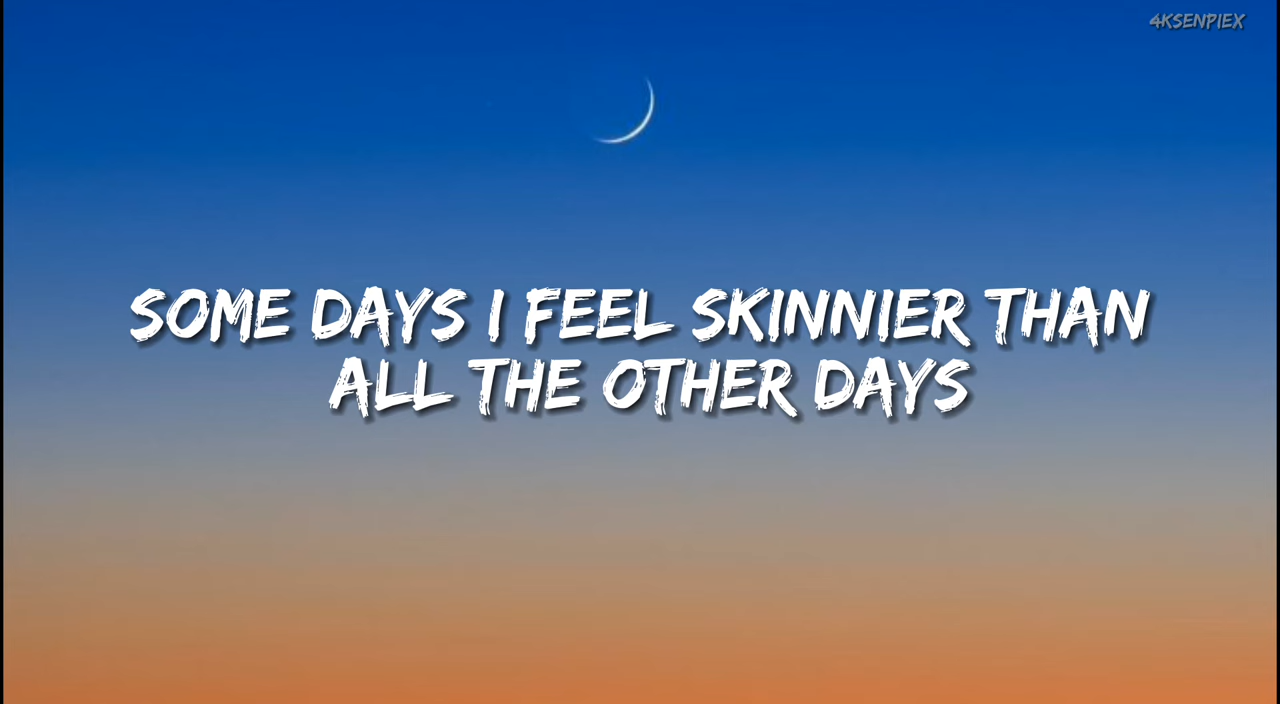 4KSENPIEX
SOME DAYS I FEEL SKINNIER THAN
ALL THE OTHER DAYS